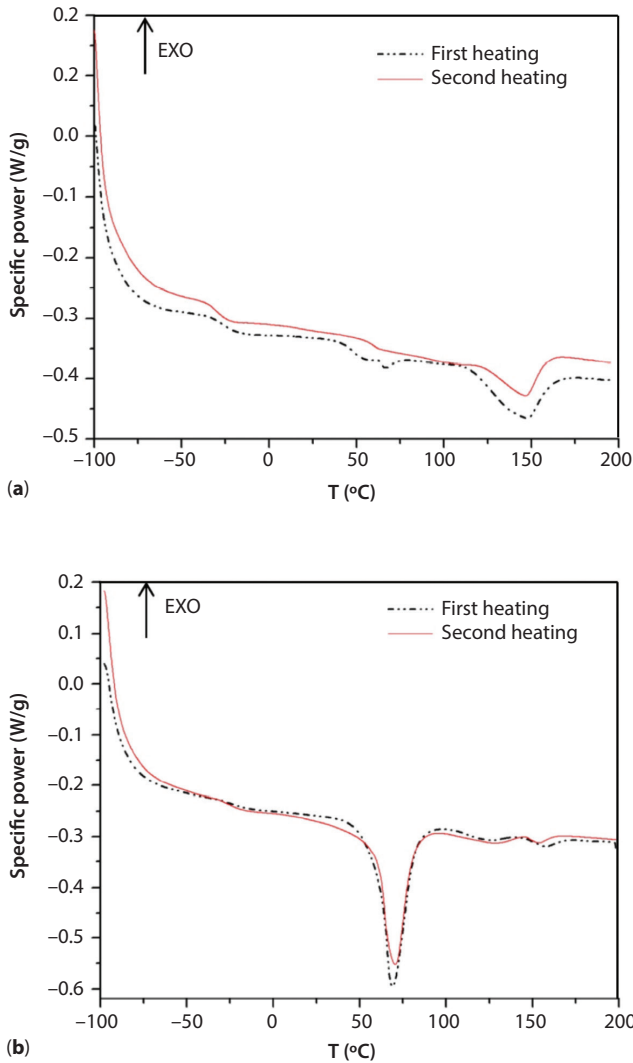 0.2
EXO
First heating
Second heating
0.2
0.0
−0.1
−0.3
−0.3
−0.4
−0.5
Specific power (W/g)
−100 −50 0 50 100 150 200
T (ºC)
(a)
0.2
EXO
First heating
Second heating
0.1
0.0
−0.1
−0.2
−0.3
−0.4
−0.5
−0.6
Specific power (W/g)
−100 −50 0 50 100 150 200
T (ºC)
(b)